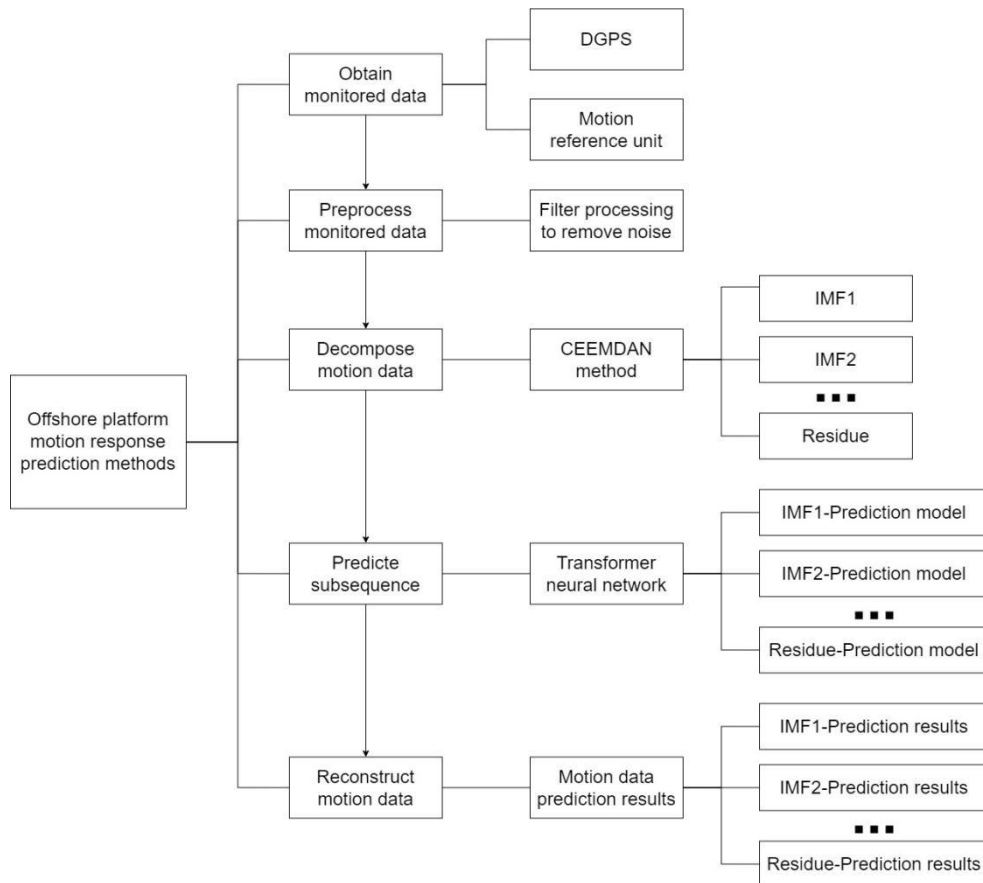 DGPS
Obtain
monitored data
Motion
reference unit
Preprocess
monitored data
Filter processing
to remove noise
IMF1
Decompose
motion data
CEEMDAN
method
IMF2
Residue
Offshore platform
motion response
prediction methods
IMF1-Prediction model
Predicte
subsequence
Transformer
neural network
IMF2-Prediction model
Residue-Prediction model
IMF1-Prediction results
Reconstruct
motion data
Motion data
prediction results
IMF2-Prediction results
Residue-Prediction results